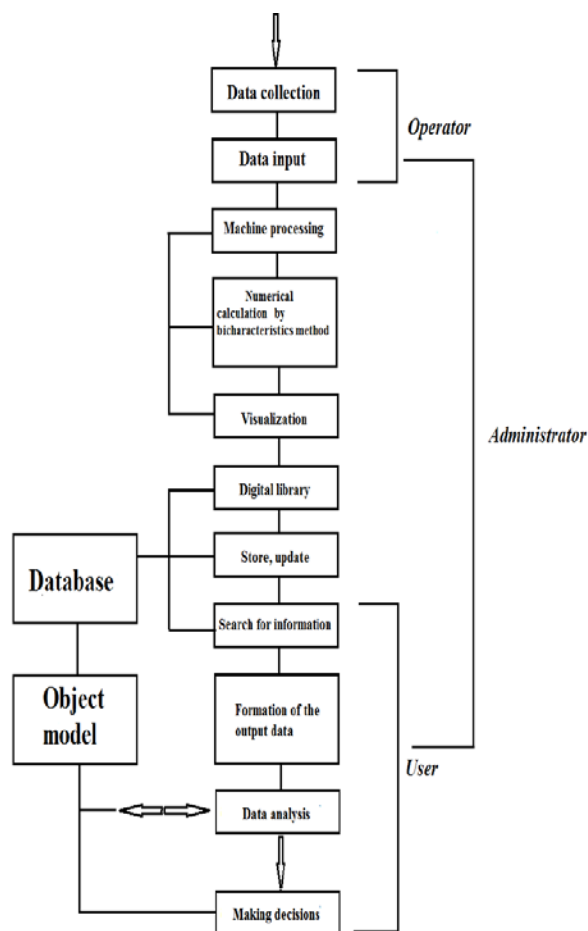 Data collection
Operator
Data input
Machine processing
Numerical
calculation by
bicharacteristics method
Visualization
Administrator
Digital library
Store, update
Database
Search for information
Object
model
Formation of the
output data
User
Data analysis
Making decisions